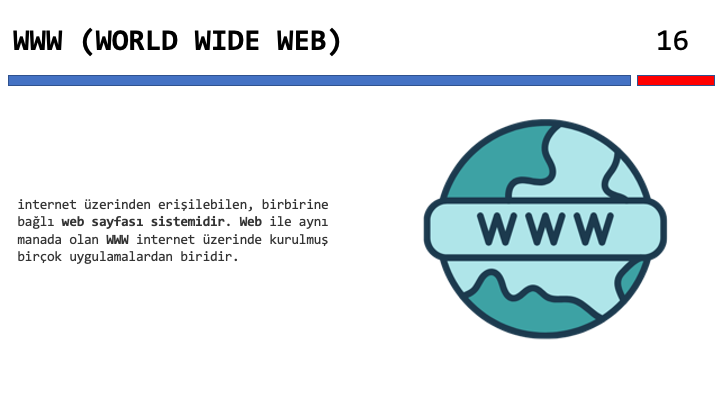 WWW (WORLD WIDE WEB)
16
internet üzerinden erişilebilen, birbirine
bağlı web sayfası sistemidir. Web ile aynı
manada olan WWW internet üzerinde kurulmuş
birçok uygulamalardan biridir.
WWW